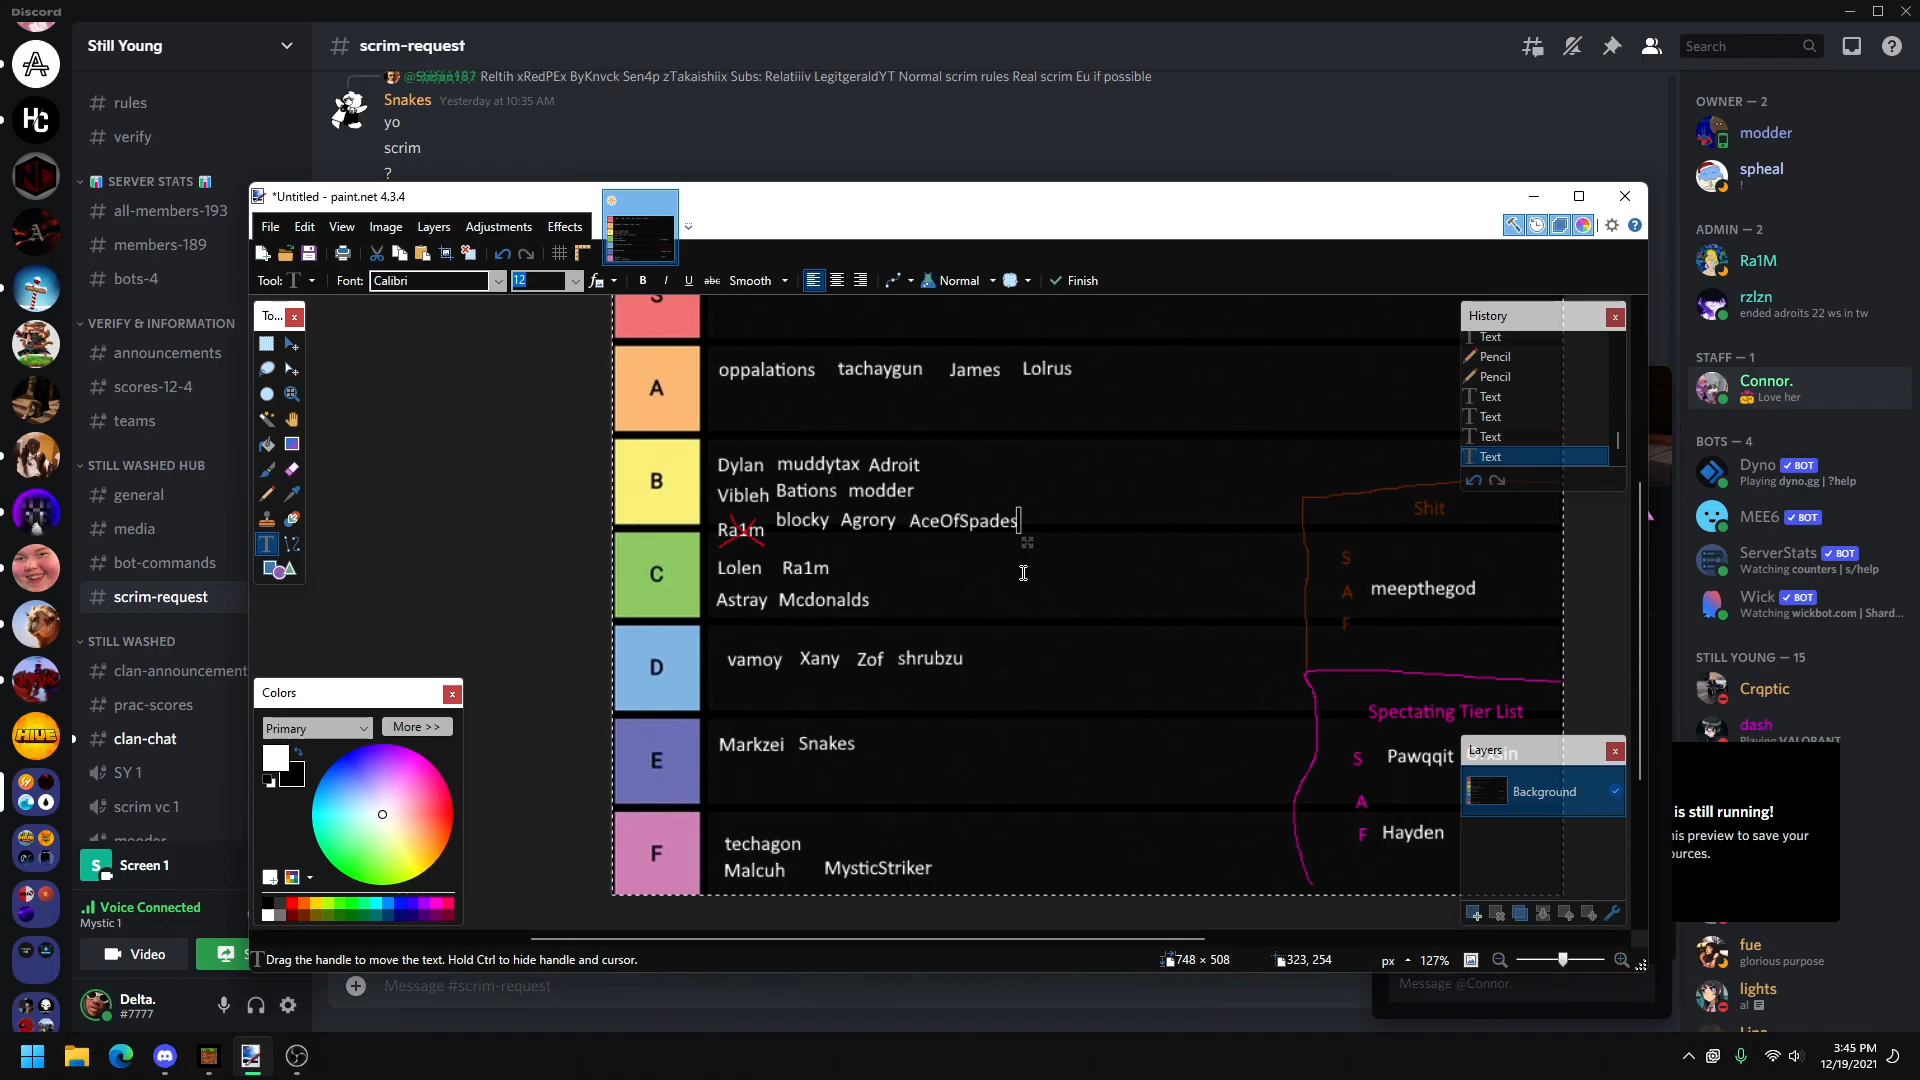 Discord
Still Young
# scrim-request
Search
Reltih xRedPEx ByKnvck Sen4p zTakaishiix Subs: Relatiiiv LegitgeraldYT Normal scrim rules Real scrim Eu if possible
Snakes Yesterday at 10:35 AM
yo
scrim
?
# rules
# verify
SERVER STATS
# all-members-193
# members-189
# bots-4
VERIFY & INFORMATION
# announcements
# scores-12-4
# teams
STILL WASHED HUB
# general
# media
# bot-commands
# scrim-request
STILL WASHED
# clan-announcement
# prac-scores
# clan-chat
SY 1
scrim vc 1
S Screen 1
Voice Connected
Mystic 1
Video
Delta.
#7777
HC
HIVE
*Untitled - paint.net 4.3.4
File Edit View Image Layers Adjustments Effects
Tool: T Font: Calibri 12 B I U abc Smooth Normal Finish
To...
S
A
oppalations tachaygun James Lolrus
B
Dylan muddytax Adroit
Vibleh Bations modder
Ra1m blocky Agrory AceOfSpades
C
Lolen Ra1m
Astray Mcdonalds
D
vamoy Xany Zof shrubzu
E
Markzei Snakes
F
techagon
Malcuh MysticStriker
Shit
S
A meepthegod
F
Spectating Tier List
S Pawqqit
A
F Hayden
History
Text
Pencil
Pencil
Text
Text
Text
Text
Layers
Background
Colors
Primary
More >>
Drag the handle to move the text. Hold Ctrl to hide handle and cursor.
748 × 508
323, 254
px
127%
Message #scrim-request
Message @Connor.
OWNER — 2
modder
spheal
!
ADMIN — 2
Ra1M
rzlzn
ended adroits 22 ws in tw
STAFF — 1
Connor.
Love her
BOTS — 4
Dyno BOT
Playing dyno.gg | ?help
MEE6 BOT
ServerStats BOT
Watching counters | s/help
Wick BOT
Watching wickbot.com | Shard...
STILL YOUNG — 15
Crqptic
dash
Playing VALORANT
is still running!
his preview to save your
ources.
fue
glorious purpose
lights
al
3:45 PM
12/19/2021